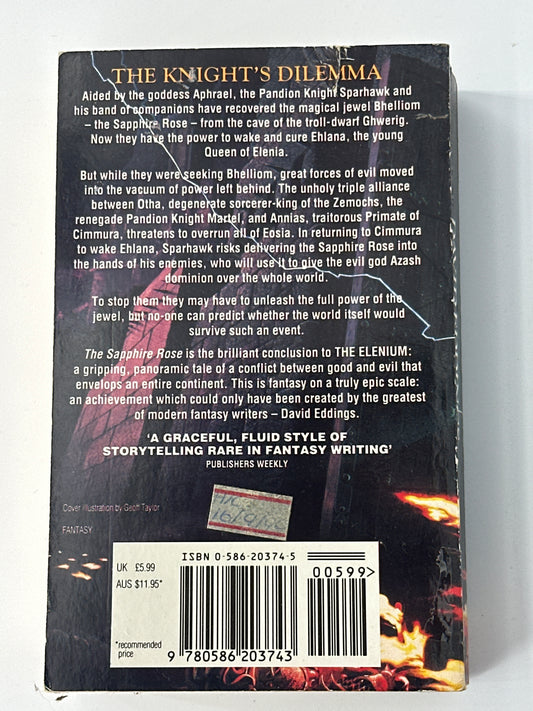 THE KNIGHT'S DILEMMA
Aided by the goddess Aphrael, the Pandion Knight Sparhawk and
his band of companions have recovered the magical jewel Bhelliom
– the Sapphire Rose – from the cave of the troll-dwarf Ghwerig.
Now they have the power to wake and cure Ehlana, the young
Queen of Elenia.
But while they were seeking Bhelliom, great forces of evil moved
into the vacuum of power left behind. The unholy triple alliance
between Otha, degenerate sorcerer-king of the Zemochs, the
renegade Pandion Knight Martel, and Annias, traitorous Primate of
Cimmura, threatens to overrun all of Eosia. In returning to Cimmura
to wake Ehlana, Sparhawk risks delivering the Sapphire Rose into
the hands of his enemies, who will use it to give the evil god Azash
dominion over the whole world.
To stop them they may have to unleash the full power of the
jewel, but no-one can predict whether the world itself would
survive such an event.
The Sapphire Rose is the brilliant conclusion to THE ELENIUM:
a gripping, panoramic tale of a conflict between good and evil that
envelops an entire continent. This is fantasy on a truly epic scale:
an achievement which could only have been created by the greatest
of modern fantasy writers – David Eddings.
'A GRACEFUL, FLUID STYLE OF
STORYTELLING RARE IN FANTASY WRITING'
PUBLISHERS WEEKLY
Cover illustration by Geoff Taylor
FANTASY
ISBN 0-586-20374-5
UK £5.99
AUS $11.95*
00599>
*recommended
price
9 780586 203743